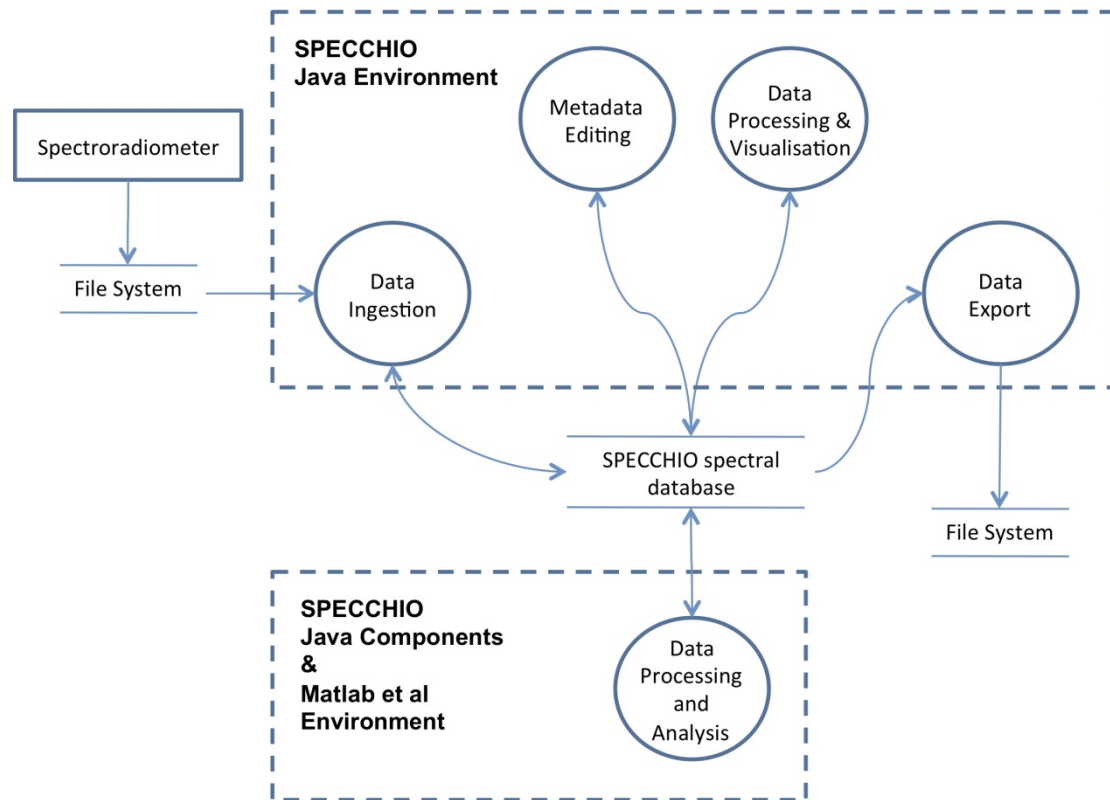 SPECCHIO
Java Environment
Spectroradiometer
Metadata
Editing
Data
Processing &
Visualisation
File System
Data
Ingestion
Data
Export
SPECCHIO spectral
database
File System
SPECCHIO
Java Components
&
Matlab et al
Environment
Data
Processing
and
Analysis